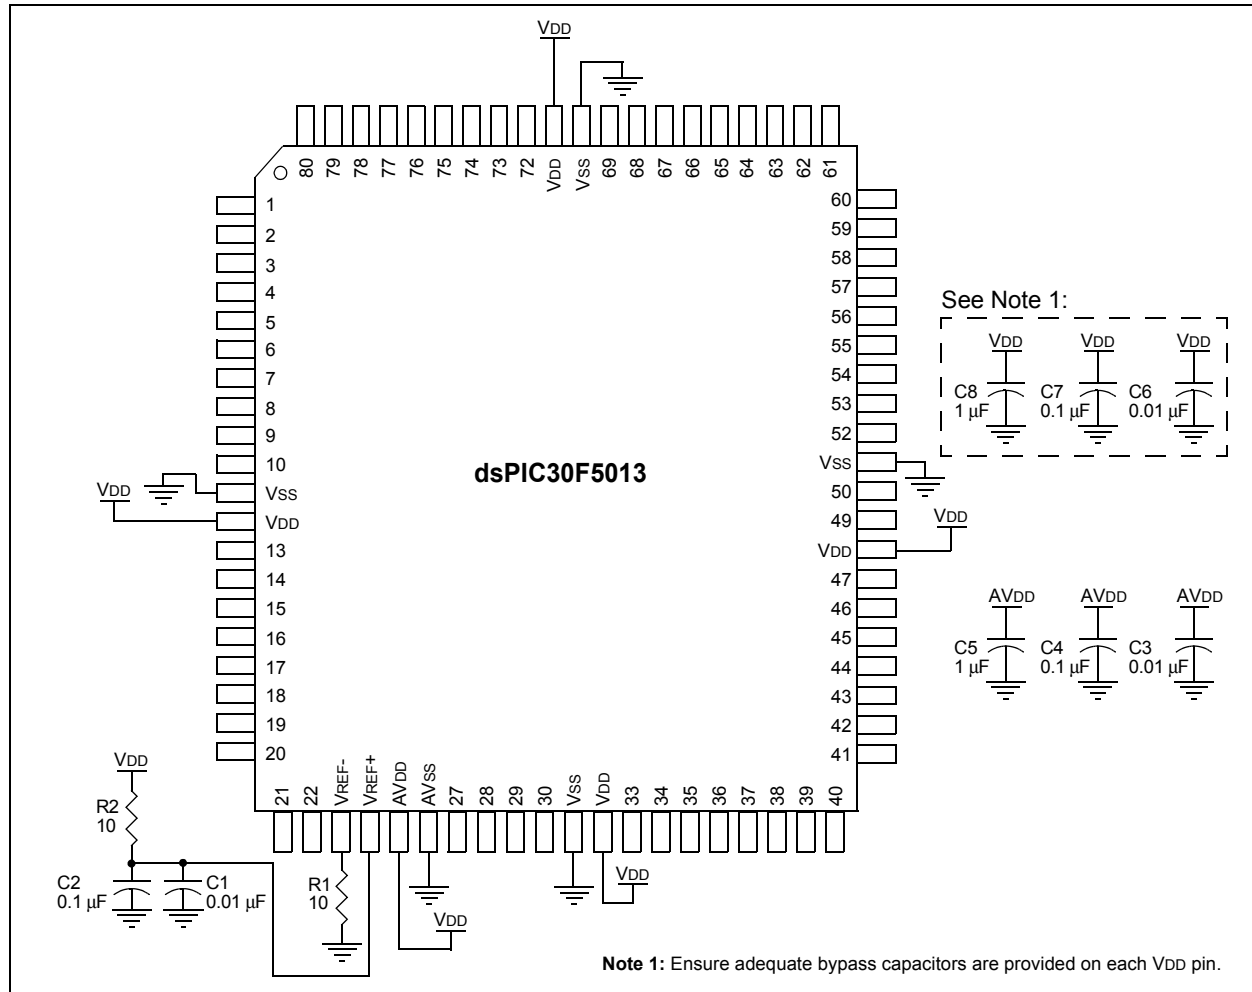 VDD
80 79 78 77 76 75 74 73 72 VDD VSS 69 68 67 66 65 64 63 62 61
1
2
3
4
5
6
7
8
9
10
VSS
VDD
13
14
15
16
17
18
19
20
VDD
dsPIC30F5013
60
59
58
57
56
55
54
53
52
VSS
50
49
VDD
47
46
45
44
43
42
41
VDD
See Note 1:
VDD VDD VDD
C8 C7 C6
1 µF 0.1 µF 0.01 µF
AVDD AVDD AVDD
C5 C4 C3
1 µF 0.1 µF 0.01 µF
21 22 VREF- VREF+ AVDD AVSS 27 28 29 30 VSS VDD 33 34 35 36 37 38 39 40
VDD
R2
10
C2
0.1 µF
C1
0.01 µF
R1
10
VDD
VDD
Note 1: Ensure adequate bypass capacitors are provided on each VDD pin.